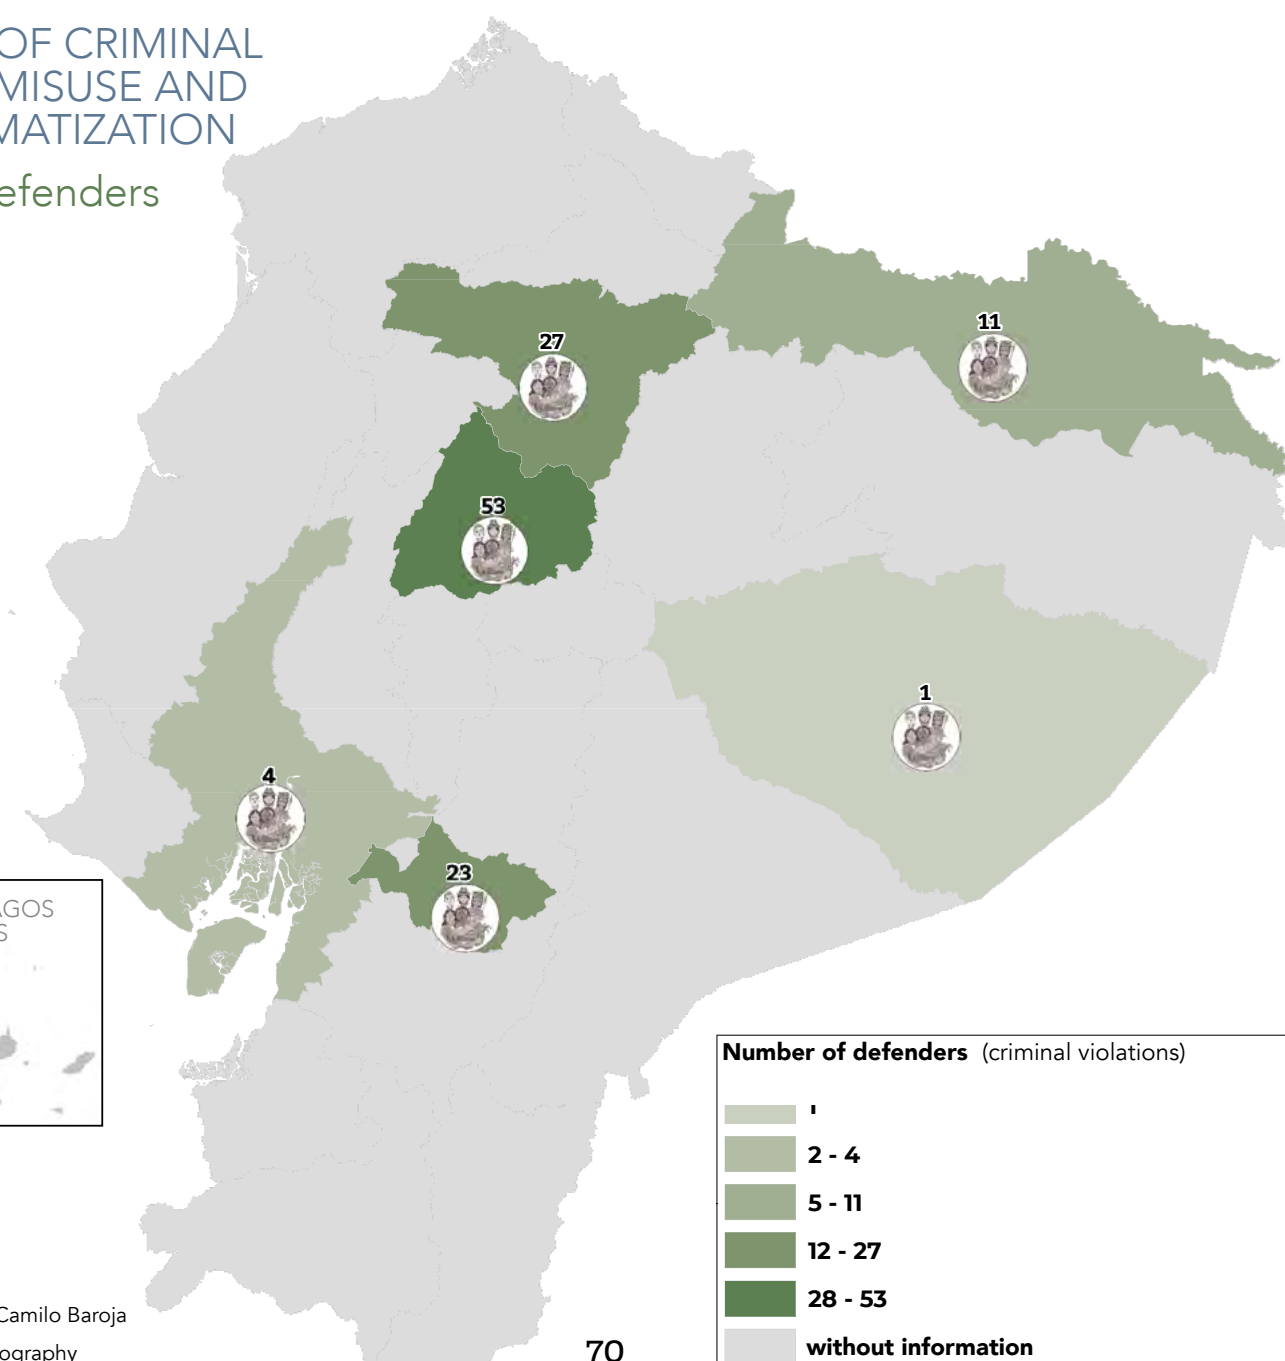 OF CRIMINAL
MISUSE AND
MATIZATION
efenders
27
11
53
1
4
23
AGOS
S
Number of defenders (criminal violations)
1
2 - 4
5 - 11
12 - 27
28 - 53
without information
Camilo Baroja
ography
70